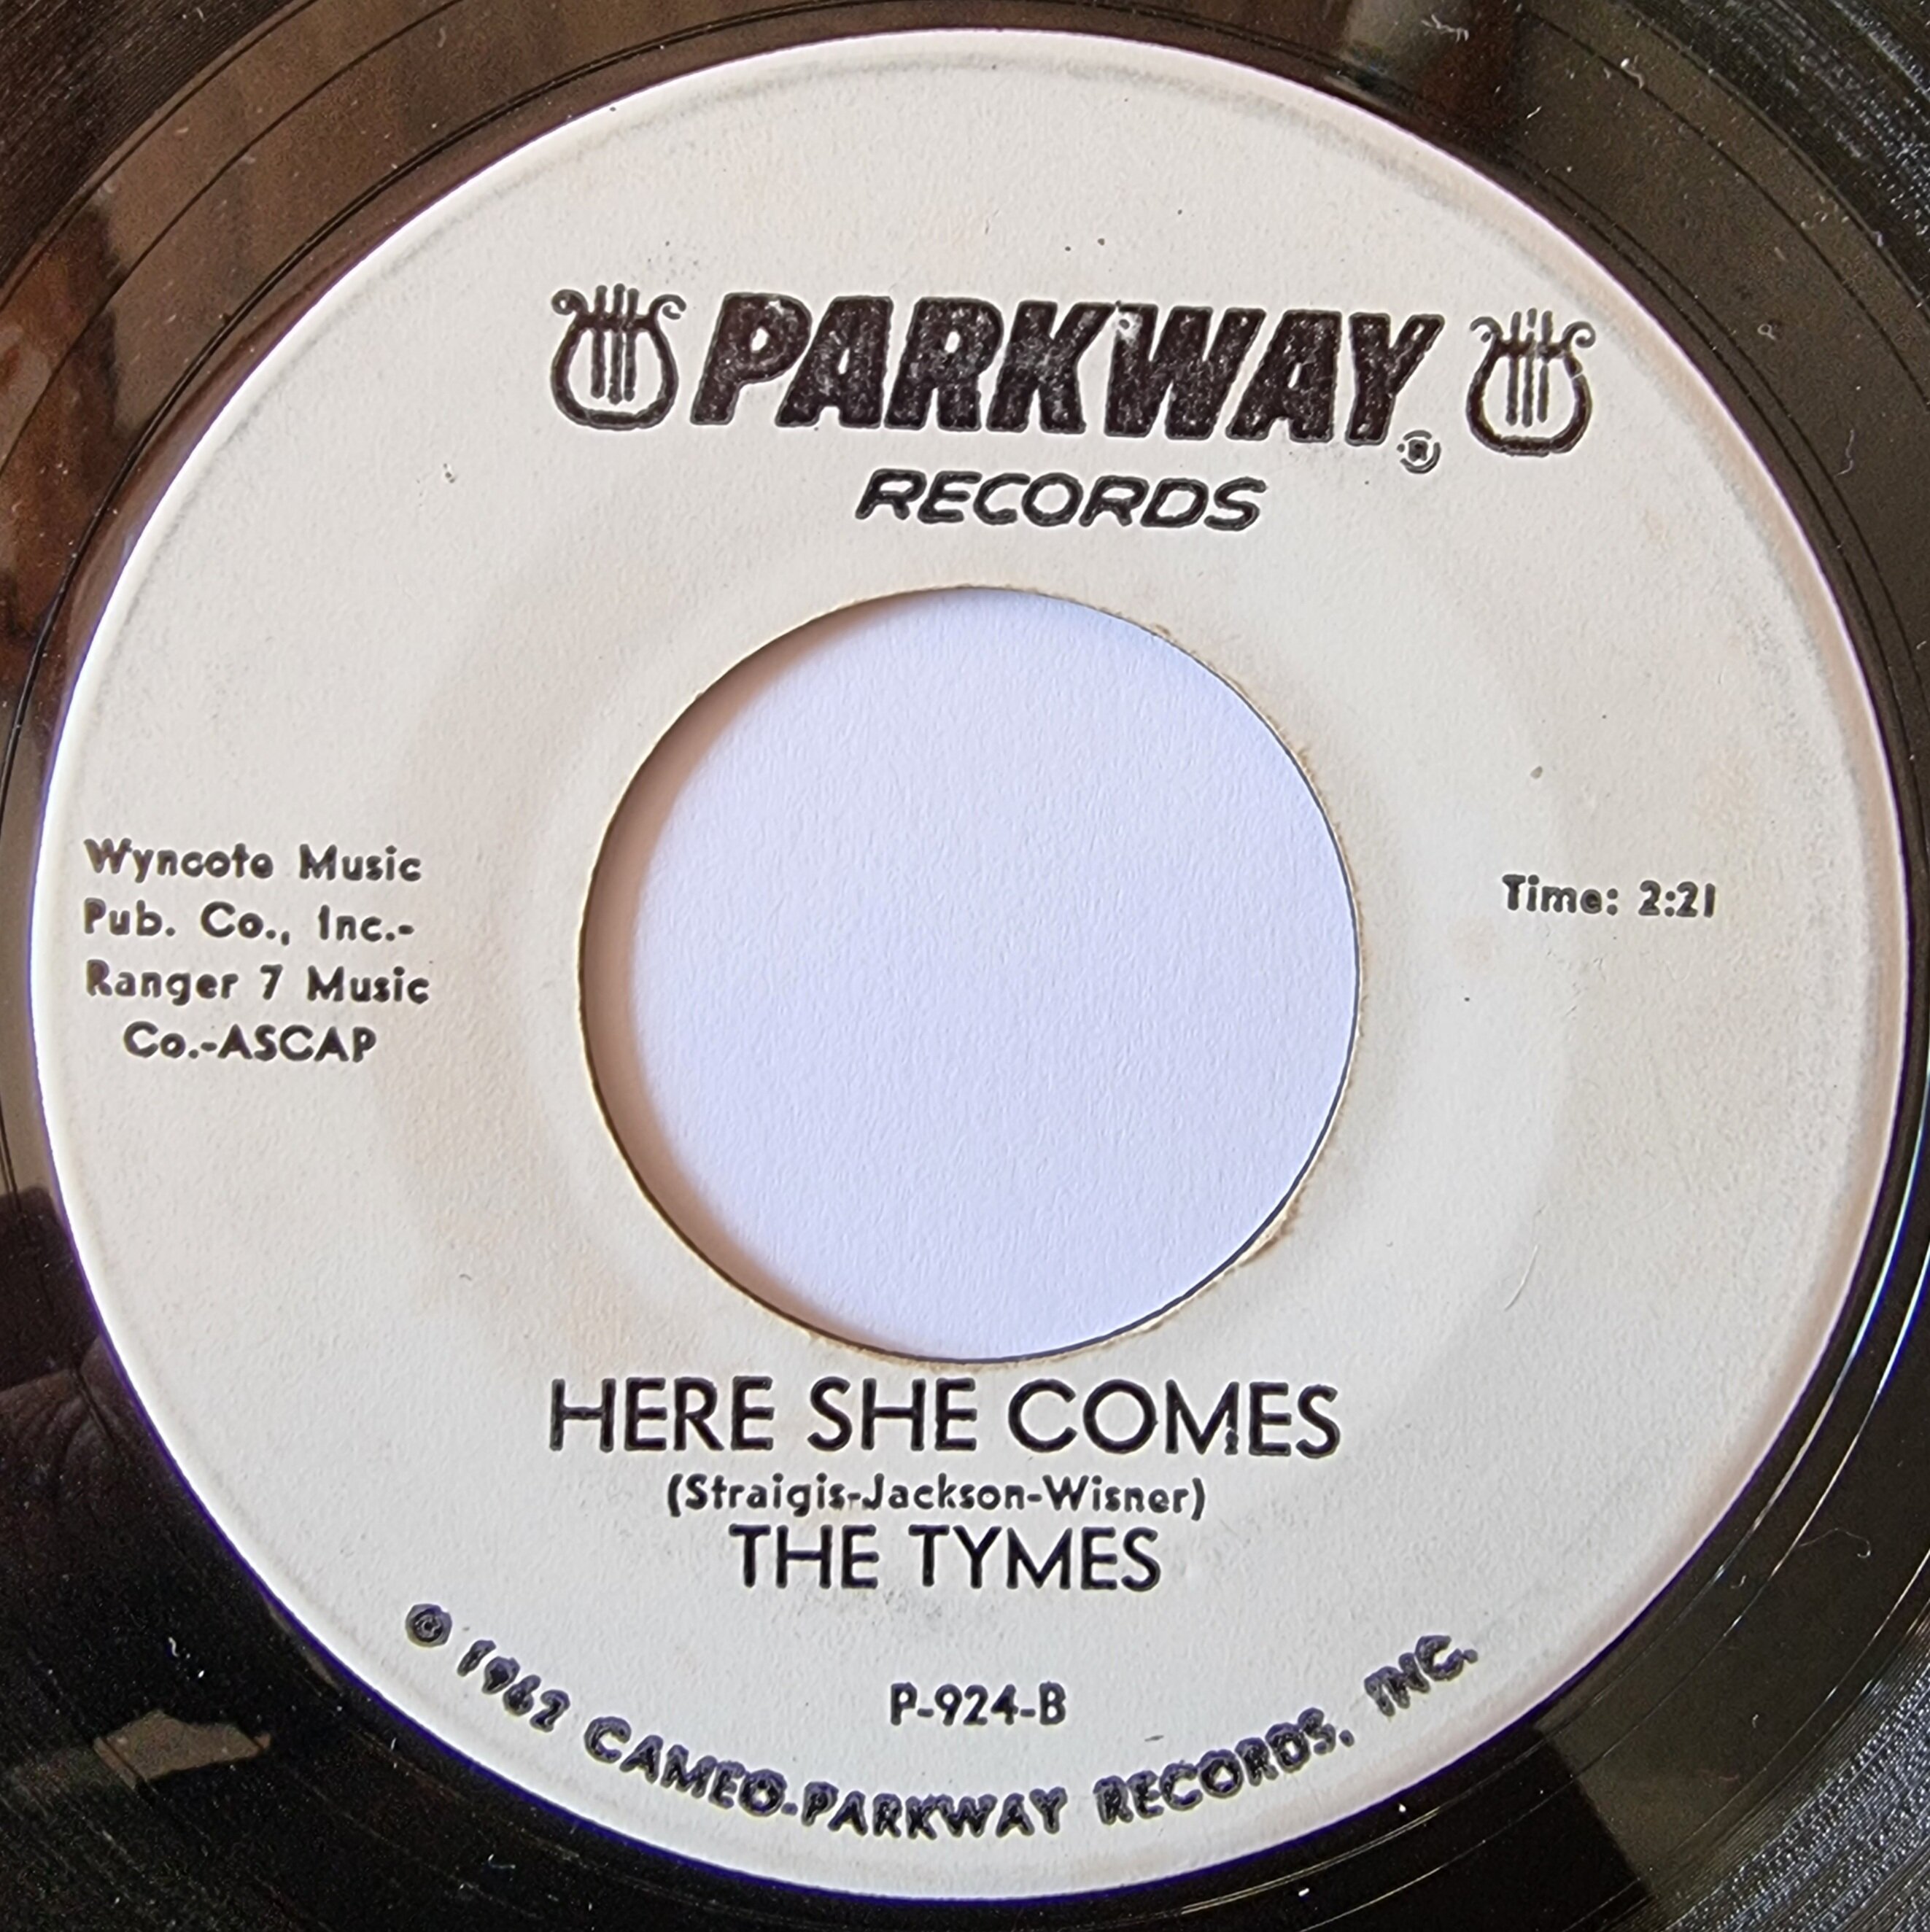 PARKWAY®
RECORDS
Wyncote Music
Pub. Co., Inc.-
Ranger 7 Music
Co.-ASCAP
Time: 2:21
HERE SHE COMES
(Straigis-Jackson-Wisner)
THE TYMES
P-924-B
© 1962 CAMEO-PARKWAY RECORDS, INC.